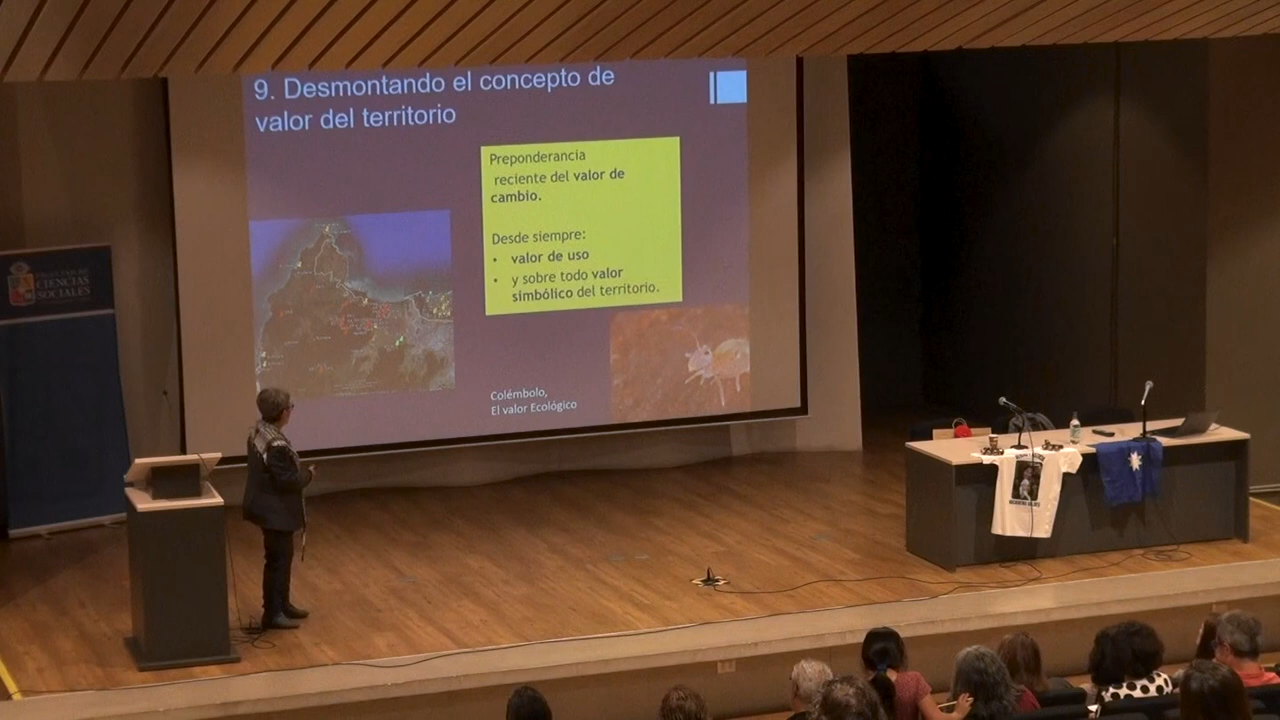 9. Desmontando el concepto de
valor del territorio
Preponderancia
reciente del valor de
cambio.
Desde siempre:
• valor de uso
• y sobre todo valor
simbólico del territorio.
Colémbolo,
El valor Ecológico
FACULTAD DE
CIENCIAS
SOCIALES